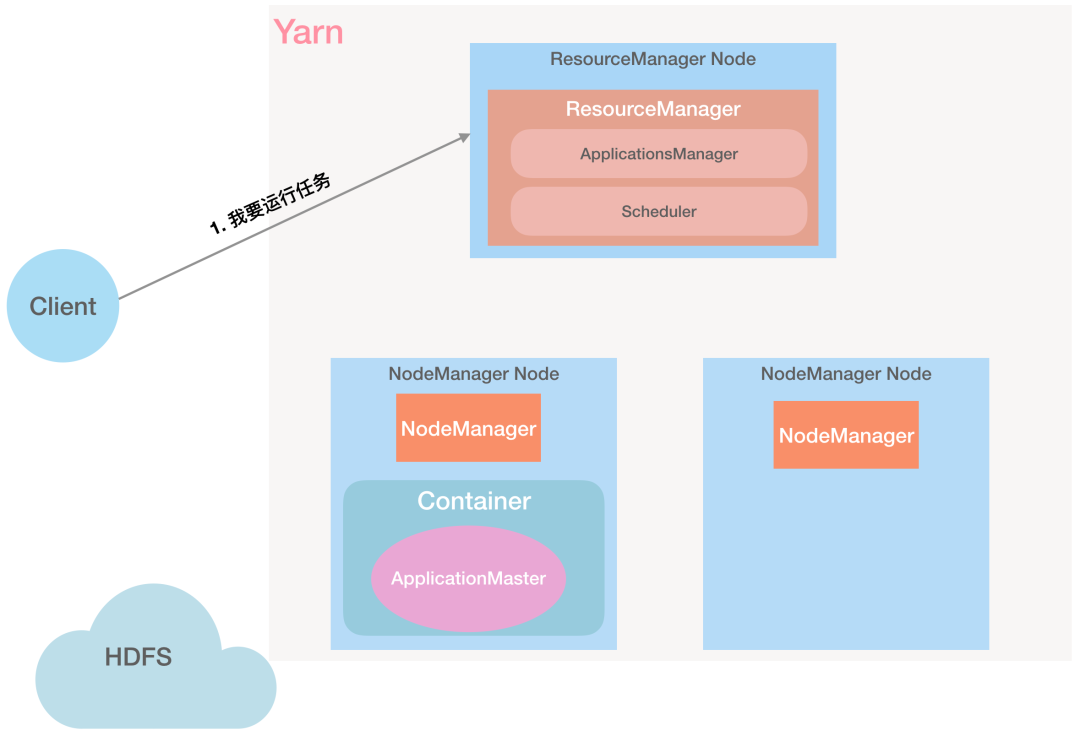 Yarn
ResourceManager Node
ResourceManager
ApplicationsManager
Scheduler
1. 我要运行任务
Client
NodeManager Node
NodeManager
Container
ApplicationMaster
NodeManager Node
NodeManager
HDFS